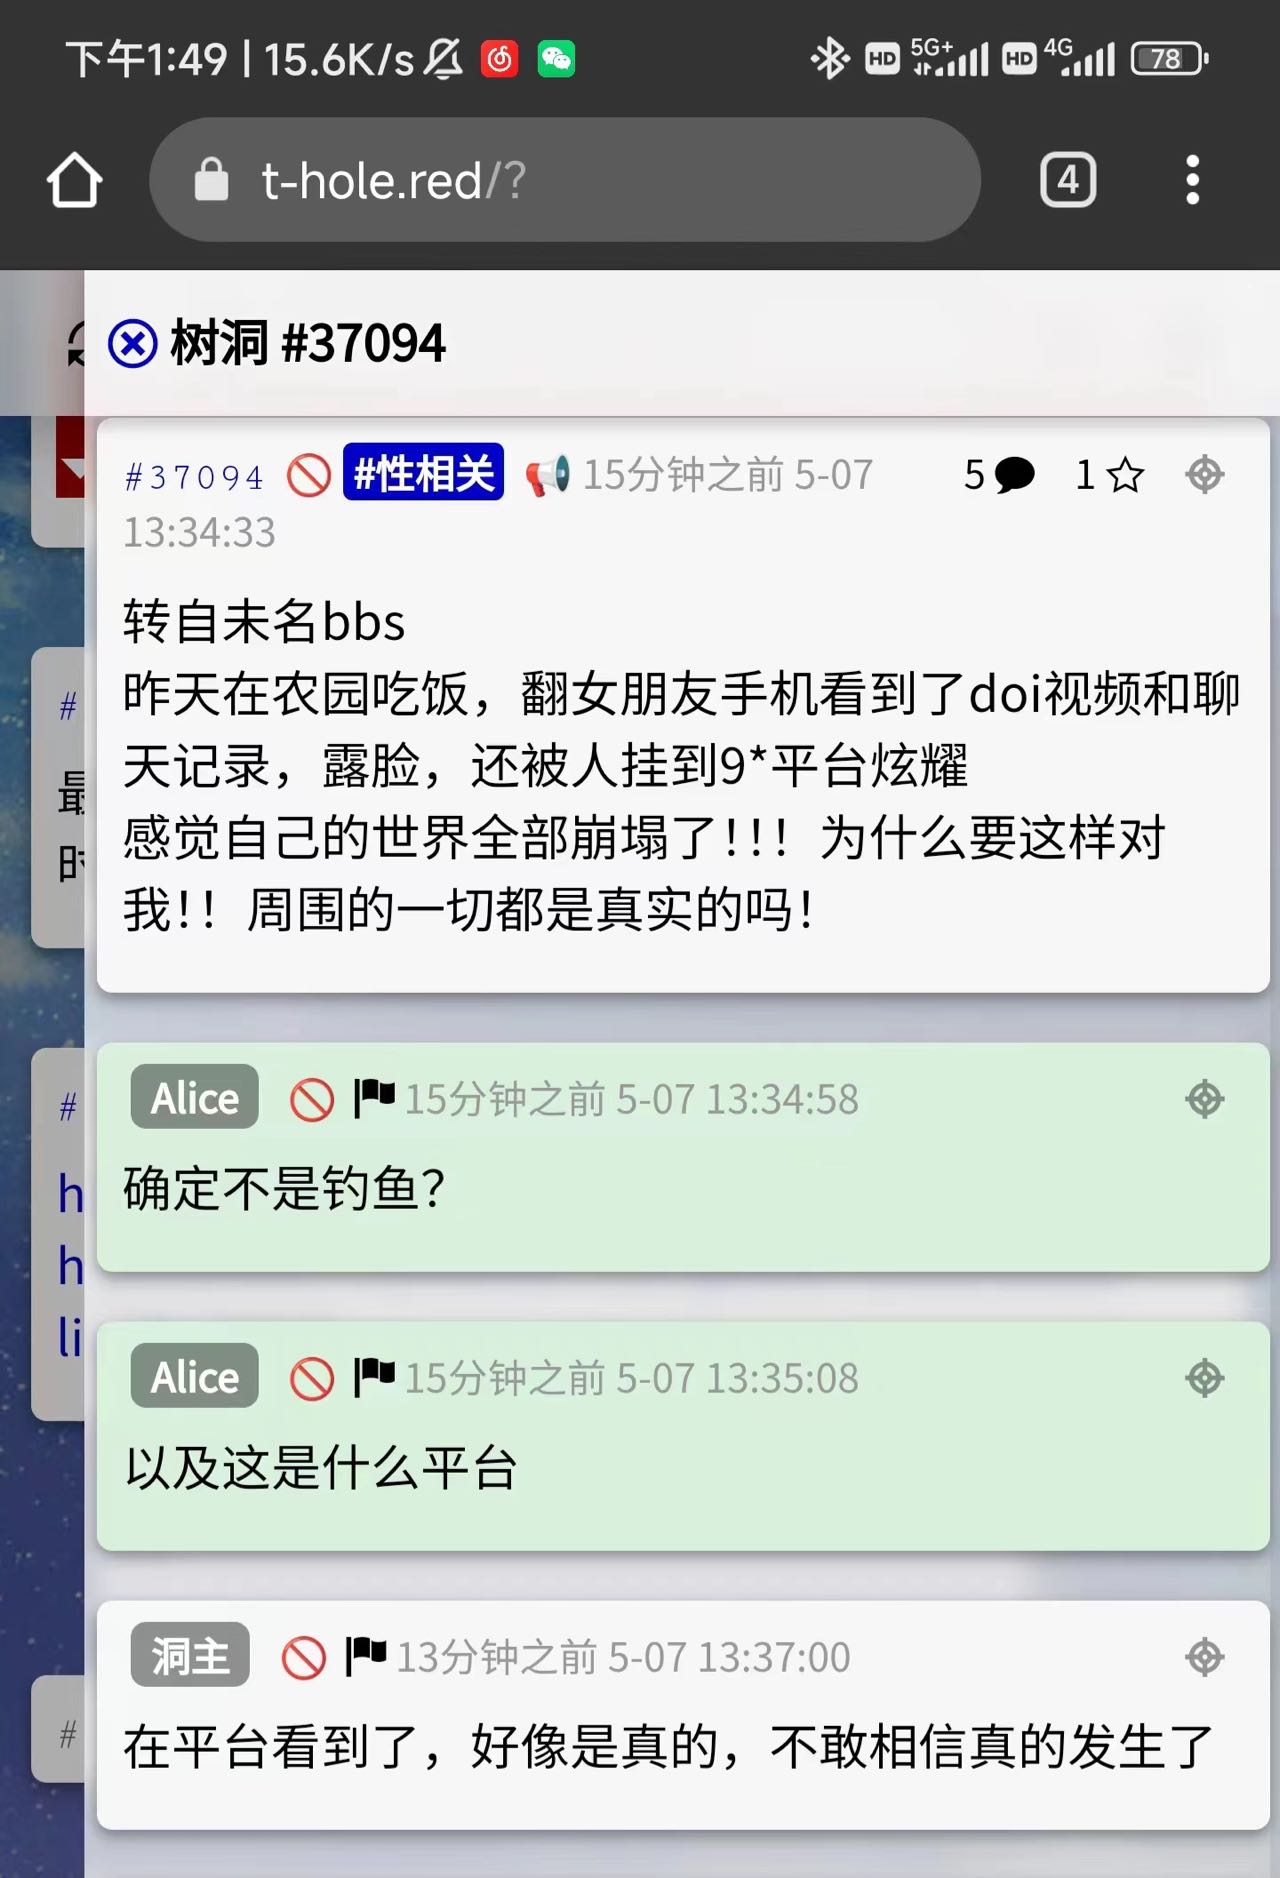 下午1:49 | 15.6K/s HD 5G+ HD 4G 78
t-hole.red/? 4
树洞 #37094
#37094 #性相关 15分钟之前 5-07 5 1
13:34:33
转自未名bbs
昨天在农园吃饭，翻女朋友手机看到了doi视频和聊
天记录，露脸，还被人挂到9*平台炫耀
感觉自己的世界全部崩塌了！！！为什么要这样对
我！！周围的一切都是真实的吗！
#
最
时
Alice 15分钟之前 5-07 13:34:58
确定不是钓鱼？
#
h
h
li
Alice 15分钟之前 5-07 13:35:08
以及这是什么平台
洞主 13分钟之前 5-07 13:37:00
在平台看到了，好像是真的，不敢相信真的发生了
#